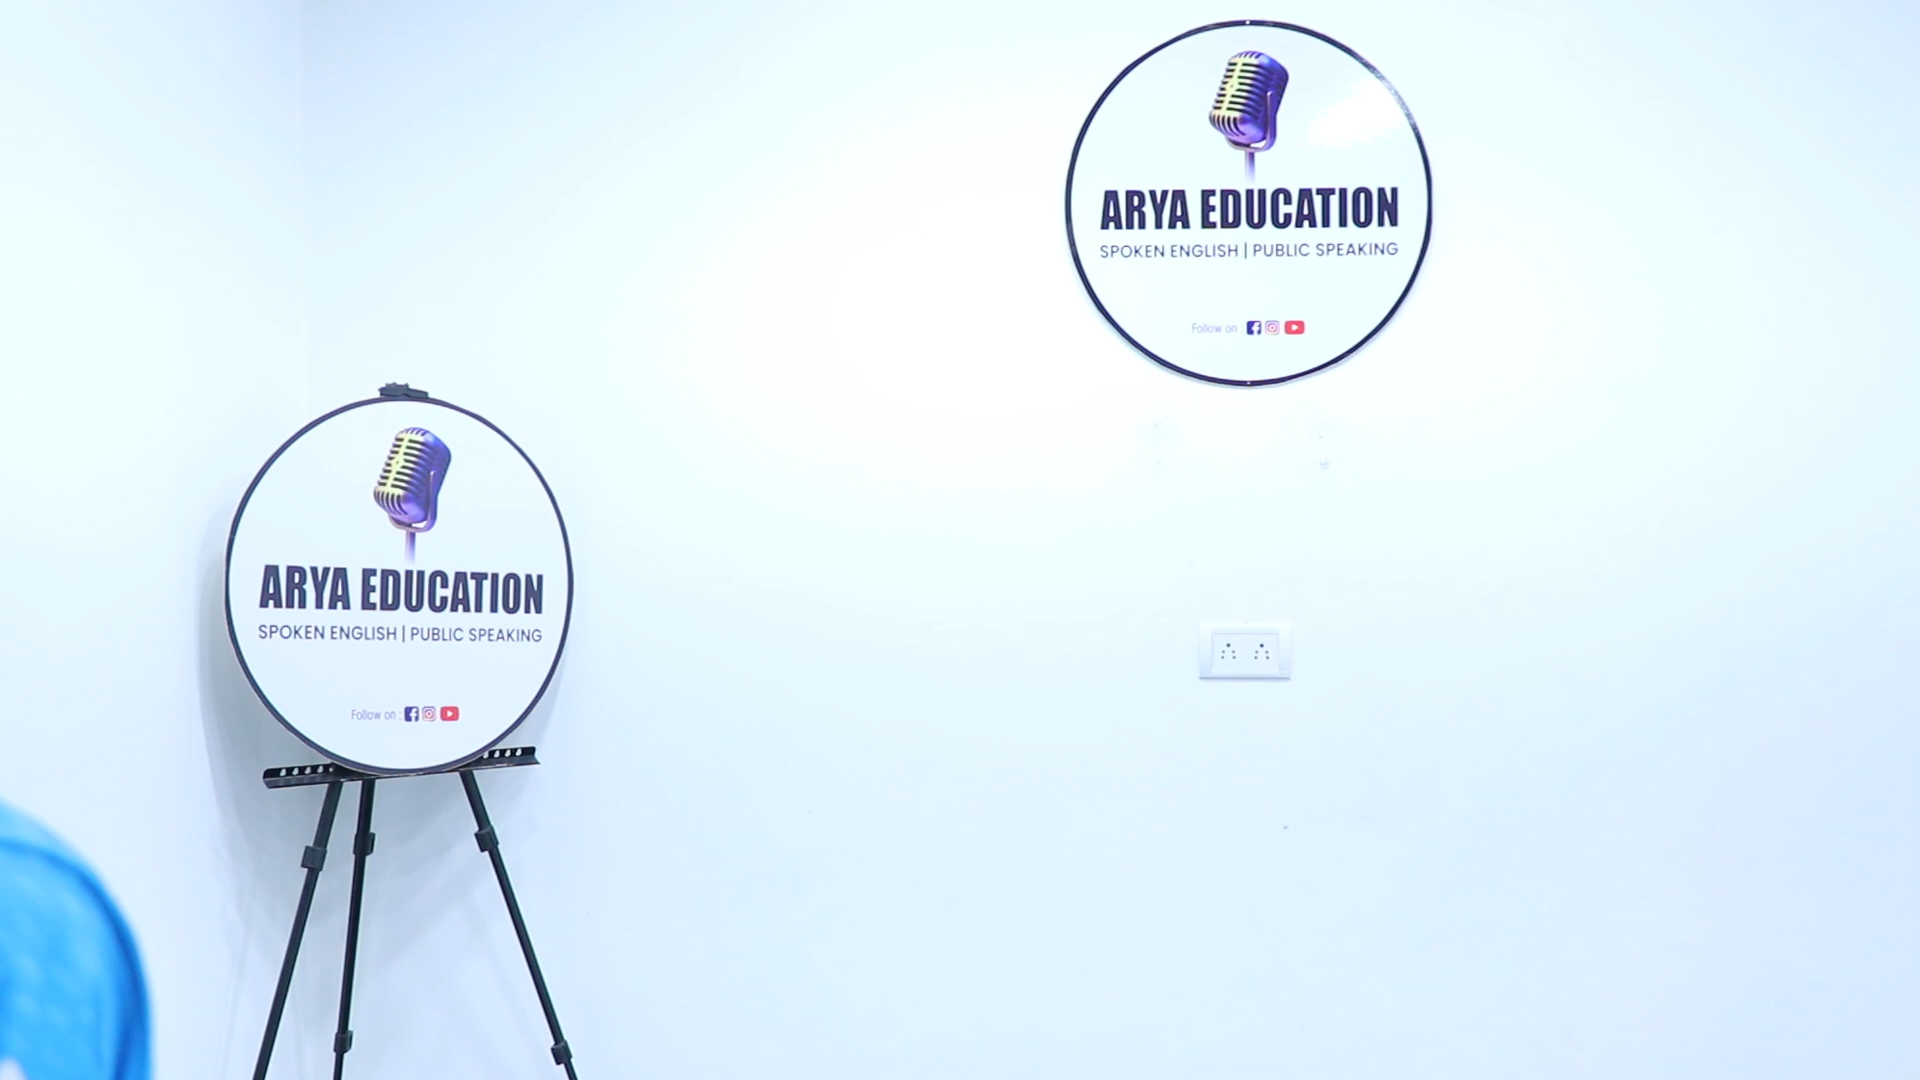 ARYA EDUCATION
SPOKEN ENGLISH | PUBLIC SPEAKING
Follow on :
ARYA EDUCATION
SPOKEN ENGLISH | PUBLIC SPEAKING
Follow on :